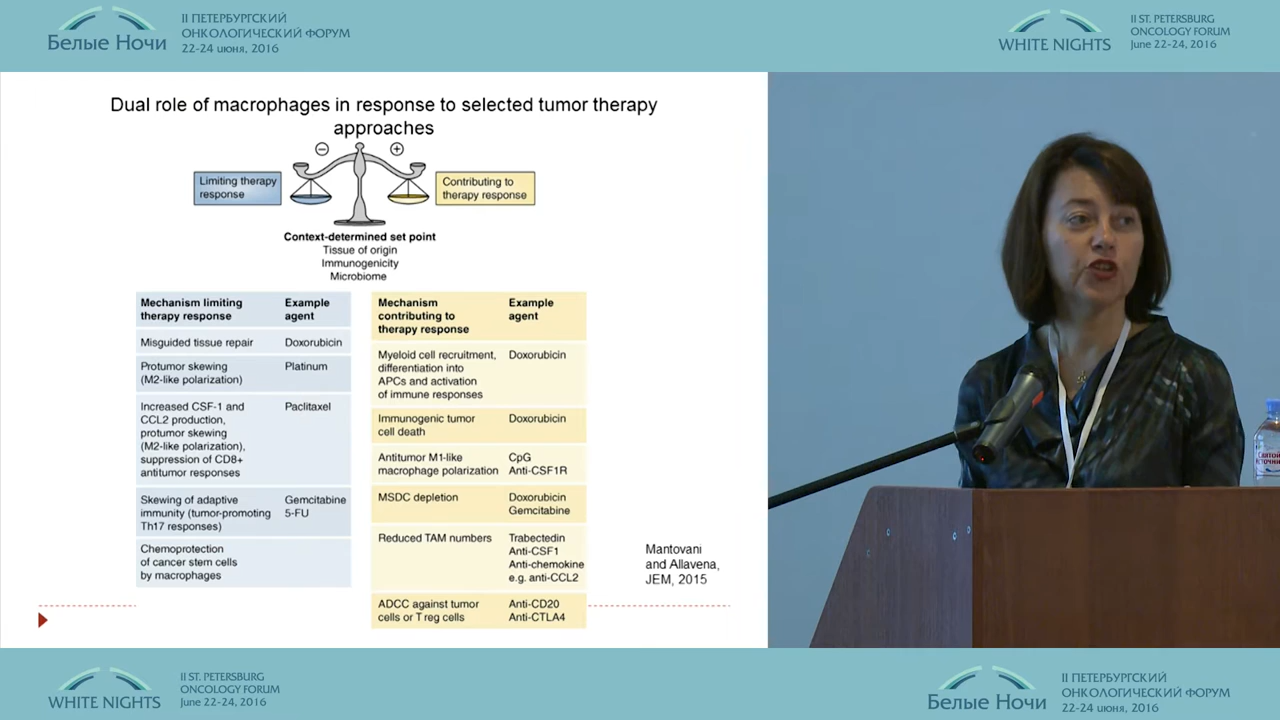 Белые Ночи
II ПЕТЕРБУРГСКИЙ
ОНКОЛОГИЧЕСКИЙ ФОРУМ
22-24 июня, 2016
WHITE NIGHTS
II ST. PETERSBURG
ONCOLOGY FORUM
June 22-24, 2016
Dual role of macrophages in response to selected tumor therapy
approaches
Limiting therapy
response
− +
Contributing to
therapy response
Context-determined set point
Tissue of origin
Immunogenicity
Microbiome
Mechanism limiting
therapy response
Example
agent
Misguided tissue repair Doxorubicin
Protumor skewing
(M2-like polarization)
Platinum
Increased CSF-1 and
CCL2 production,
protumor skewing
(M2-like polarization),
suppression of CD8+
antitumor responses
Paclitaxel
Skewing of adaptive
immunity (tumor-promoting
Th17 responses)
Gemcitabine
5-FU
Chemoprotection
of cancer stem cells
by macrophages
Mechanism
contributing to
therapy response
Example
agent
Myeloid cell recruitment,
differentiation into
APCs and activation
of immune responses
Doxorubicin
Immunogenic tumor
cell death
Doxorubicin
Antitumor M1-like
macrophage polarization
CpG
Anti-CSF1R
MSDC depletion
Doxorubicin
Gemcitabine
Reduced TAM numbers
Trabectedin
Anti-CSF1
Anti-chemokine
e.g. anti-CCL2
ADCC against tumor
cells or T reg cells
Anti-CD20
Anti-CTLA4
Mantovani
and Allavena,
JEM, 2015
WHITE NIGHTS
II ST. PETERSBURG
ONCOLOGY FORUM
June 22-24, 2016
Белые Ночи
II ПЕТЕРБУРГСКИЙ
ОНКОЛОГИЧЕСКИЙ ФОРУМ
22-24 июня, 2016